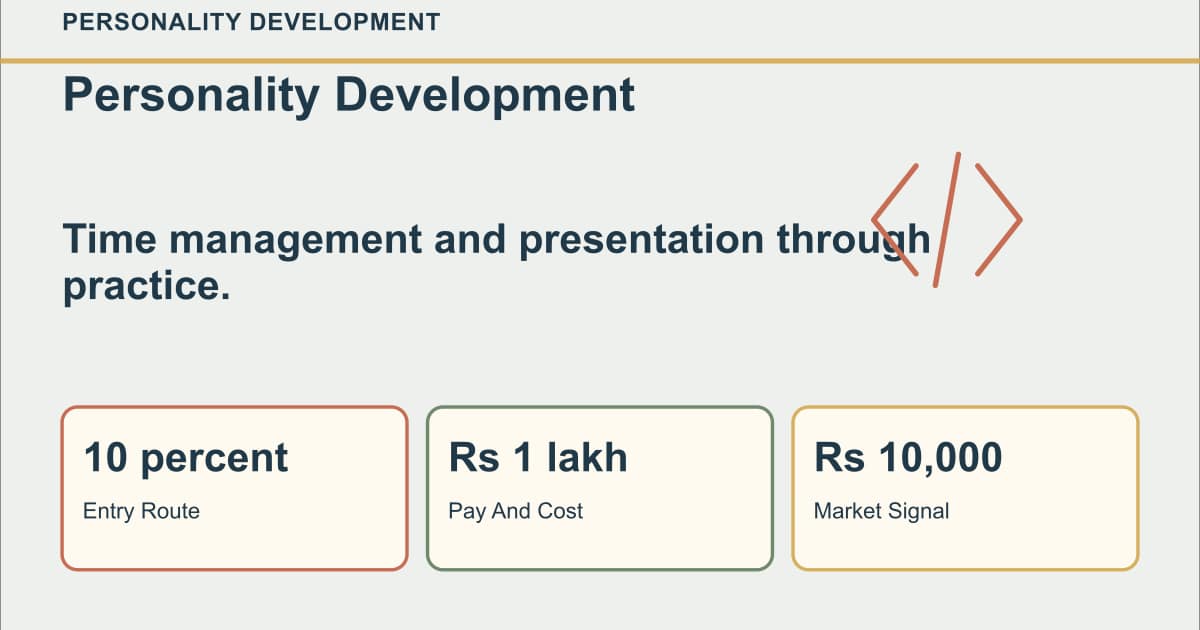 PERSONALITY DEVELOPMENT
Personality Development
Time management and presentation through
practice.
10 percent
Entry Route
Rs 1 lakh
Pay And Cost
Rs 10,000
Market Signal